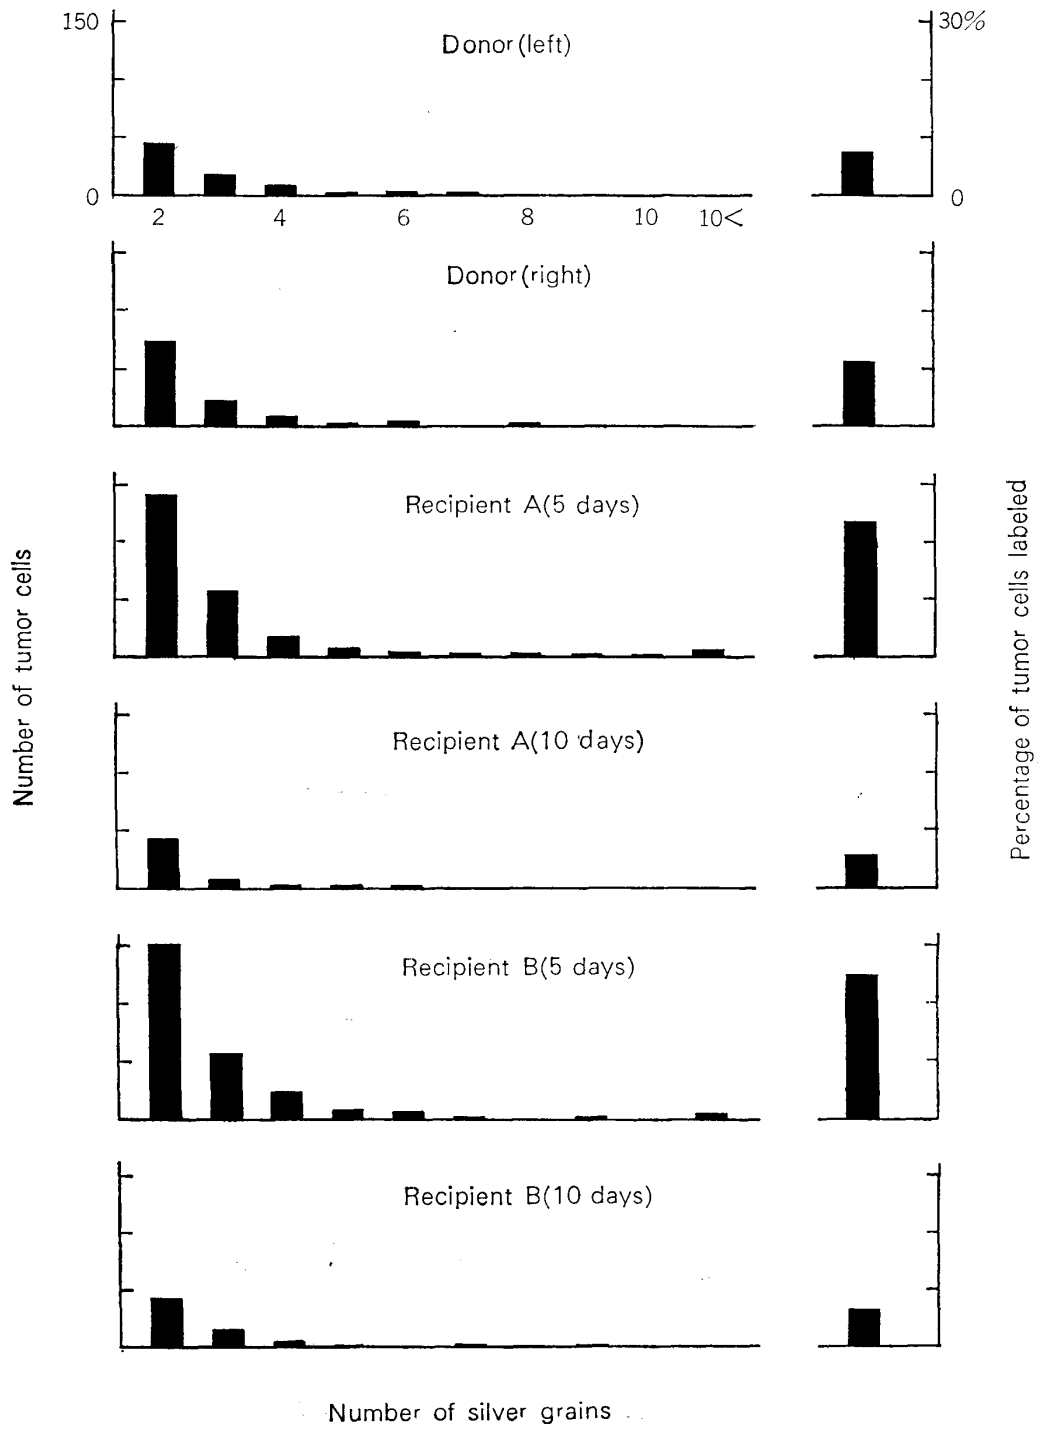 150
30%
Donor(left)
0
0
2 4 6 8 10 10<
Donor(right)
Recipient A(5 days)
Recipient A(10 days)
Recipient B(5 days)
Recipient B(10 days)
Number of tumor cells
Percentage of tumor cells labeled
Number of silver grains